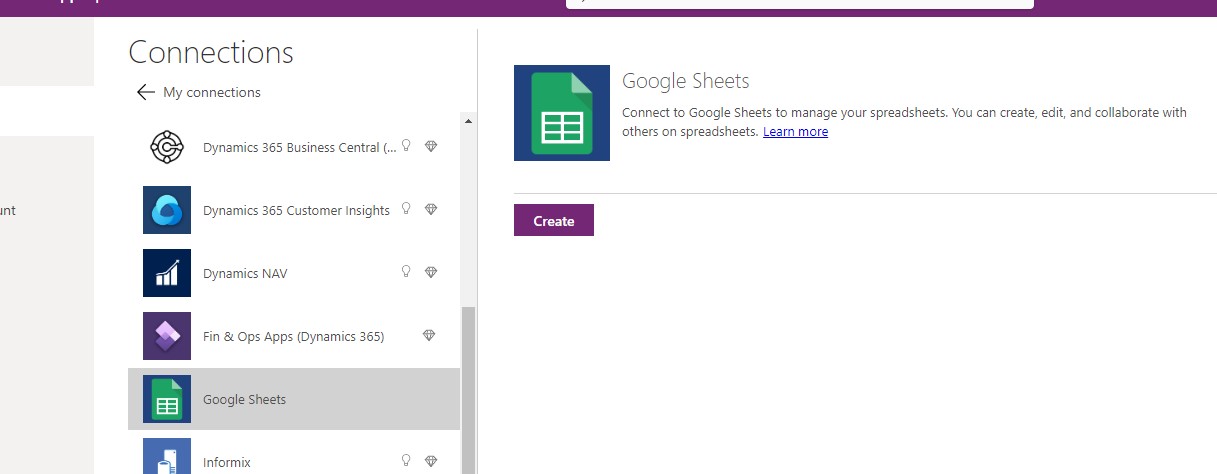 Connections
My connections
Dynamics 365 Business Central (...
Dynamics 365 Customer Insights
Dynamics NAV
Fin & Ops Apps (Dynamics 365)
Google Sheets
Informix
Google Sheets
Connect to Google Sheets to manage your spreadsheets. You can create, edit, and collaborate with
others on spreadsheets. Learn more
Create